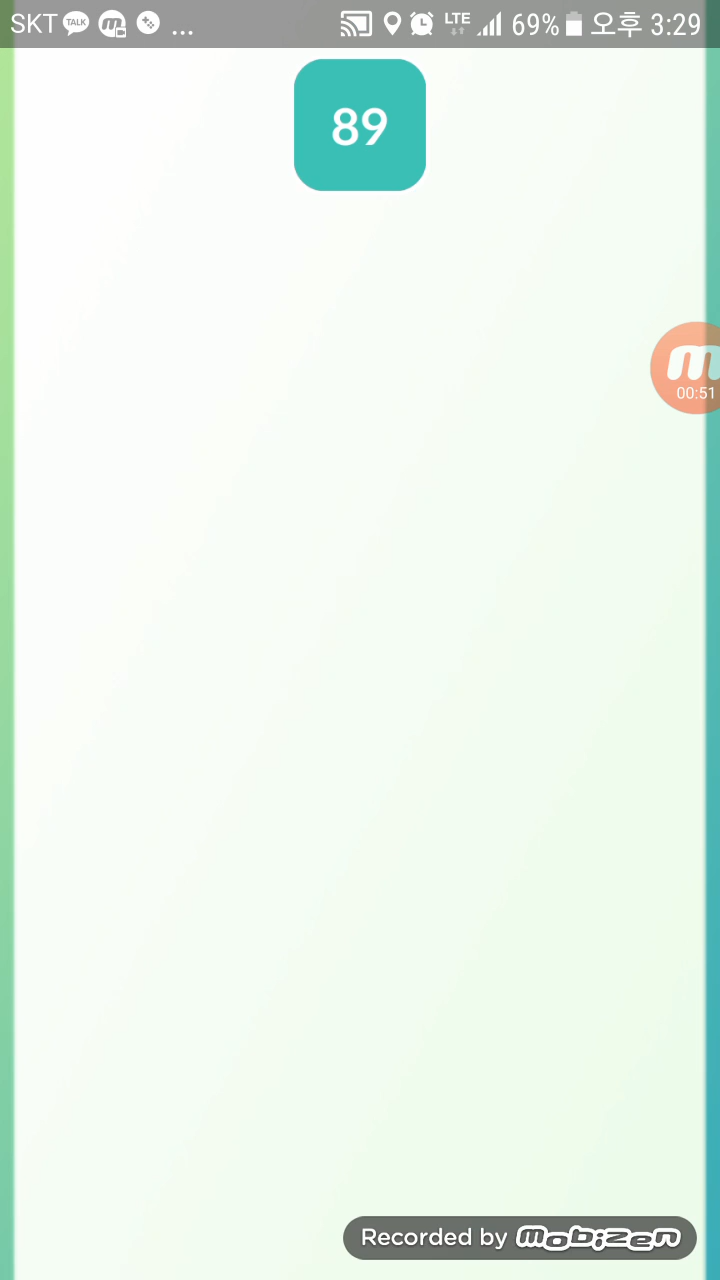 SKT TALK m ... LTE 69% 오후 3:29
89
m
00:51
Recorded by mobizen